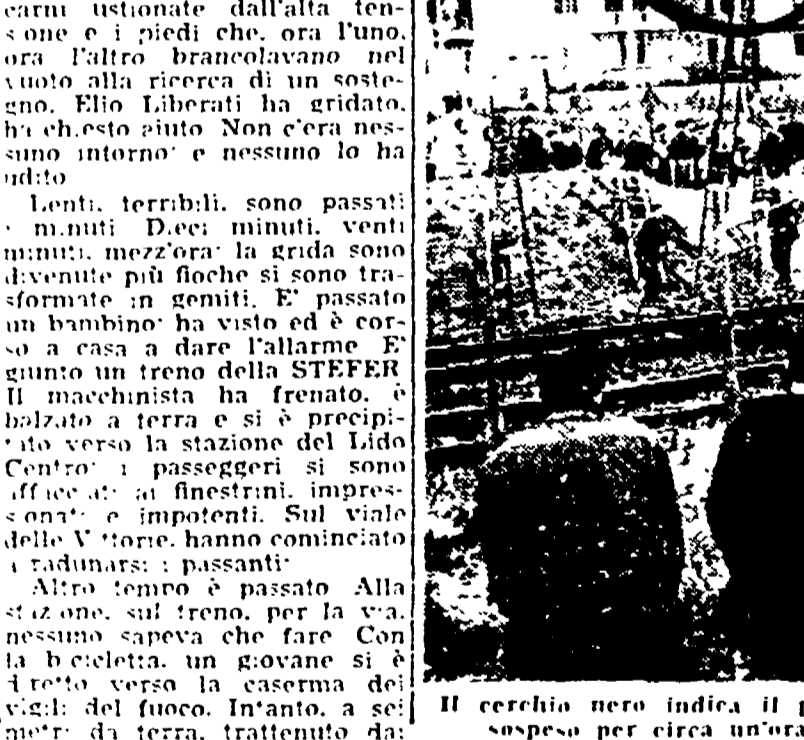 carni ustionate dall'alta ten-
sione e i piedi che, ora l'uno,
ora l'altro brancolavano nel
vuoto alla ricerca di un soste-
gno. Elio Liberati ha gridato,
ha chiesto aiuto Non c'era nes-
suno intorno: e nessuno lo ha
udito
Lenti, terribili, sono passati
i minuti Dieci minuti, venti
minuti, mezz'ora: la grida sono
divenute più fioche si sono tra-
sformate in gemiti. E' passato
un bambino: ha visto ed è cor-
so a casa a dare l'allarme E'
giunto un treno della STEFER
Il macchinista ha frenato, è
balzato a terra e si è precipi-
tato verso la stazione del Lido
Centro: i passeggeri si sono
affacciati ai finestrini, impres-
sionati e impotenti. Sul viale
delle Vittorie, hanno cominciato
a radunarsi i passanti:
Altro tempo è passato Alla
stazione, sul treno, per la via,
nessuno sapeva che fare Con
la bicicletta, un giovane si è
diretto verso la caserma dei
vigili del fuoco. Intanto, a sei
metri da terra, trattenuto da:
Il cerchio nero indica il
sospeso per circa un'ora